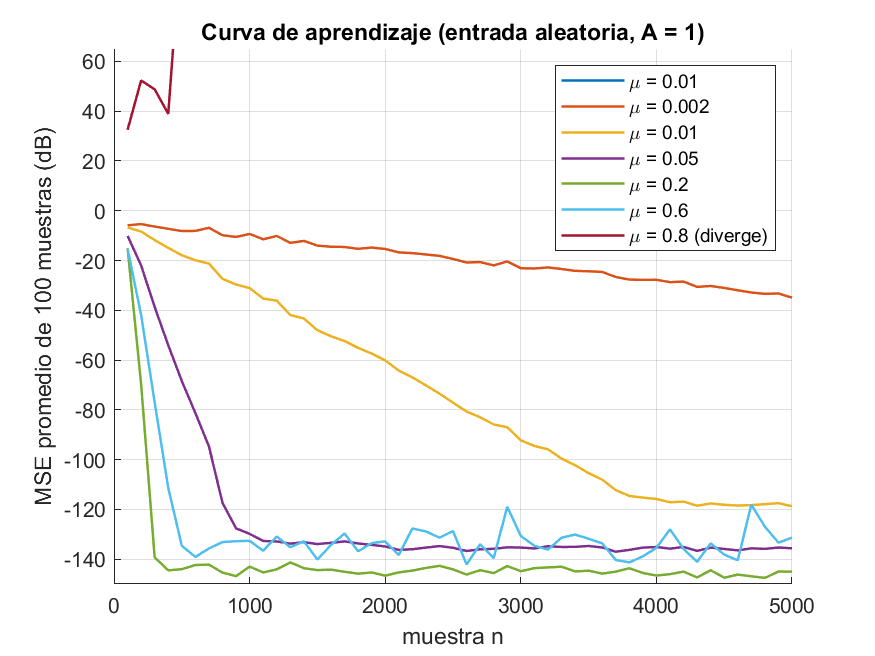 Curva de aprendizaje (entrada aleatoria, A = 1)
MSE promedio de 100 muestras (dB)
60
40
20
0
-20
-40
-60
-80
-100
-120
-140
μ = 0.01
μ = 0.002
μ = 0.01
μ = 0.05
μ = 0.2
μ = 0.6
μ = 0.8 (diverge)
0
1000
2000
3000
4000
5000
muestra n